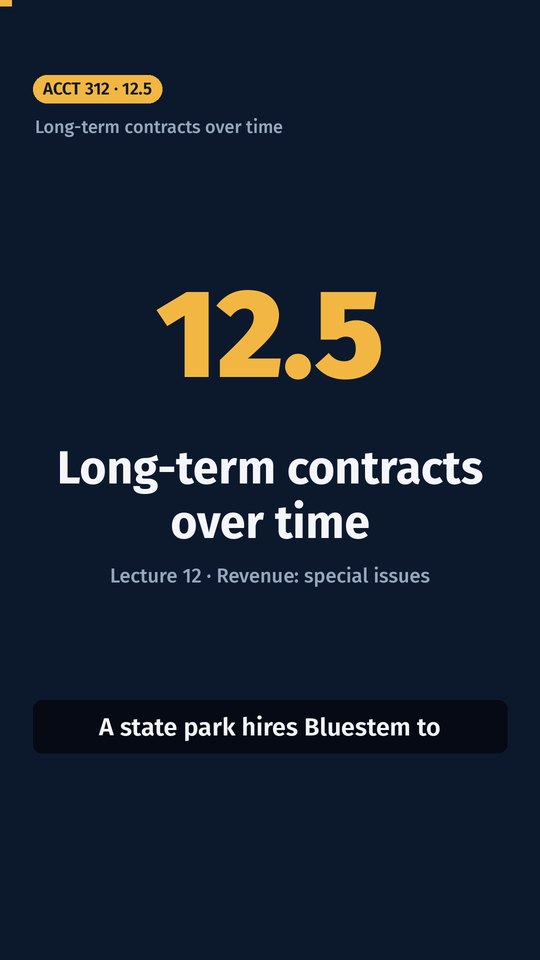 ACCT 312 · 12.5
Long-term contracts over time
12.5
Long-term contracts
over time
Lecture 12 · Revenue: special issues
A state park hires Bluestem to